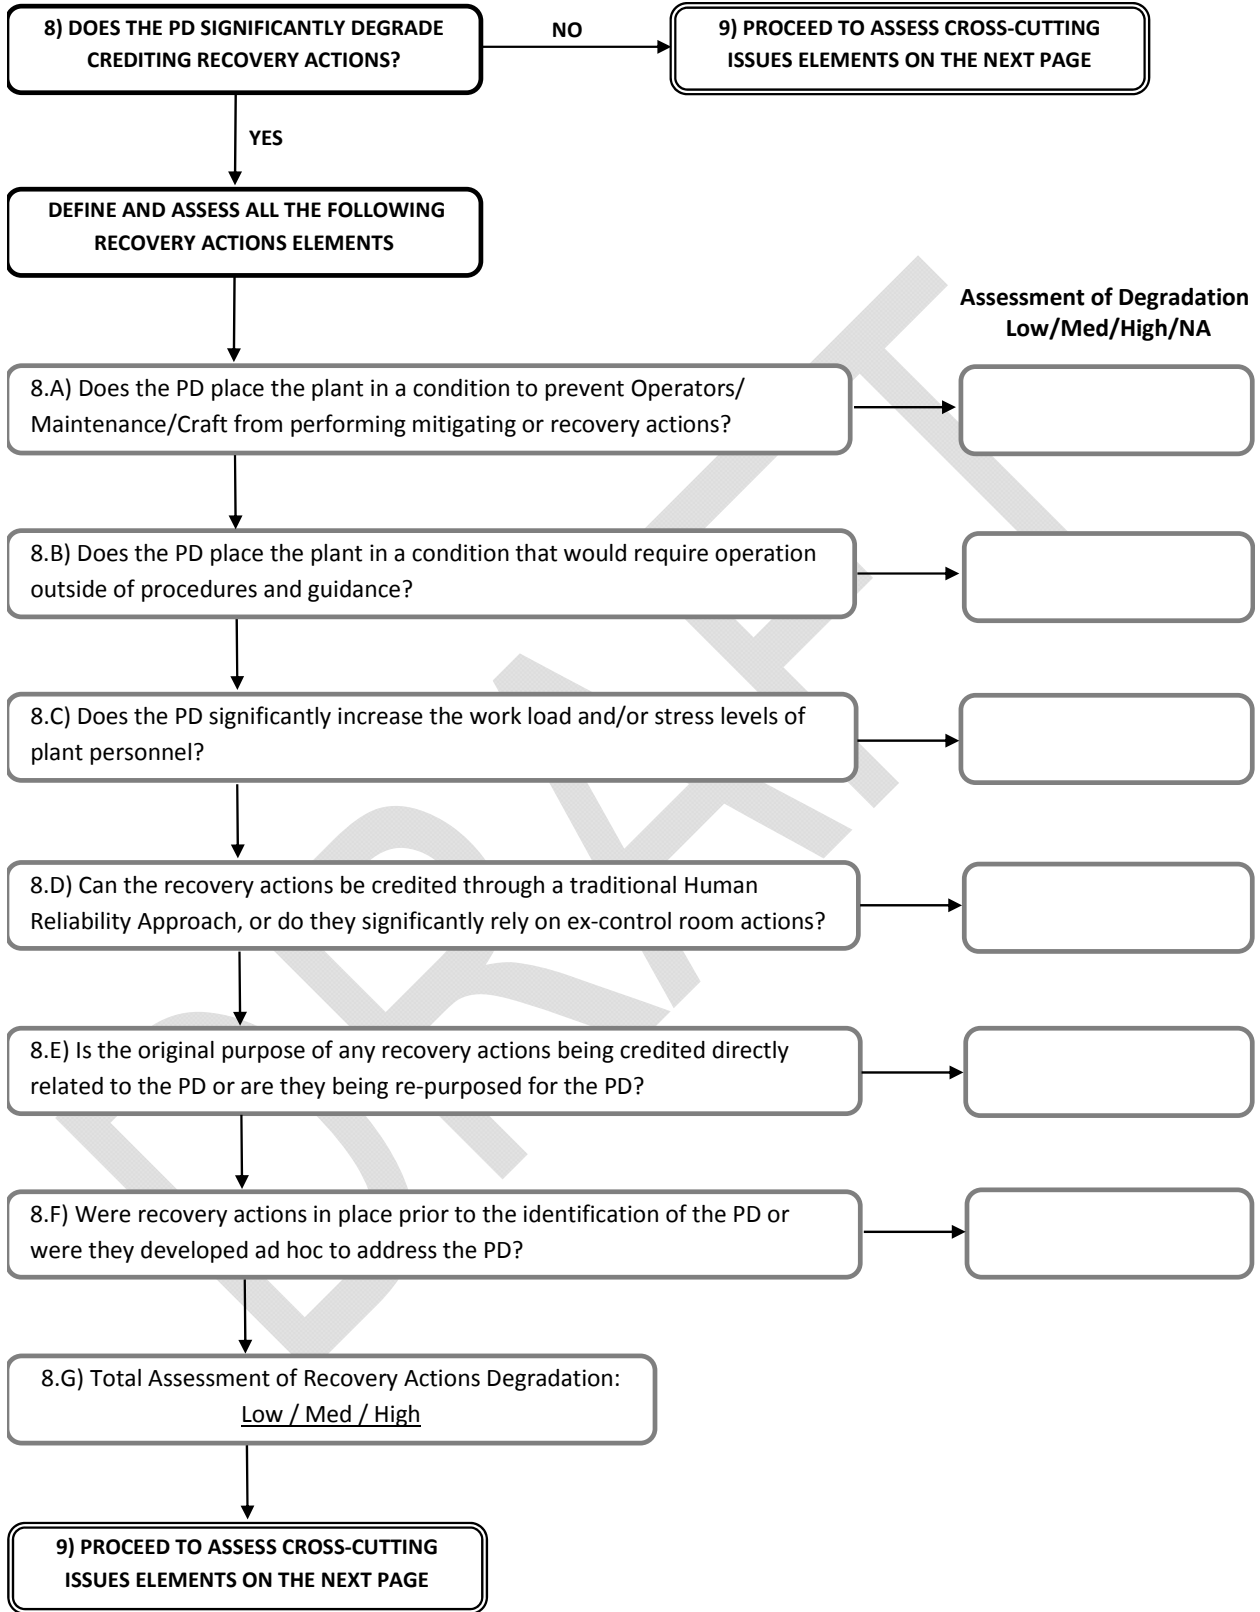 8) DOES THE PD SIGNIFICANTLY DEGRADE
CREDITING RECOVERY ACTIONS?
NO
9) PROCEED TO ASSESS CROSS-CUTTING
ISSUES ELEMENTS ON THE NEXT PAGE
YES
DEFINE AND ASSESS ALL THE FOLLOWING
RECOVERY ACTIONS ELEMENTS
Assessment of Degradation
Low/Med/High/NA
8.A) Does the PD place the plant in a condition to prevent Operators/
Maintenance/Craft from performing mitigating or recovery actions?
8.B) Does the PD place the plant in a condition that would require operation
outside of procedures and guidance?
8.C) Does the PD significantly increase the work load and/or stress levels of
plant personnel?
8.D) Can the recovery actions be credited through a traditional Human
Reliability Approach, or do they significantly rely on ex-control room actions?
8.E) Is the original purpose of any recovery actions being credited directly
related to the PD or are they being re-purposed for the PD?
8.F) Were recovery actions in place prior to the identification of the PD or
were they developed ad hoc to address the PD?
8.G) Total Assessment of Recovery Actions Degradation:
Low / Med / High
9) PROCEED TO ASSESS CROSS-CUTTING
ISSUES ELEMENTS ON THE NEXT PAGE
DRAFT